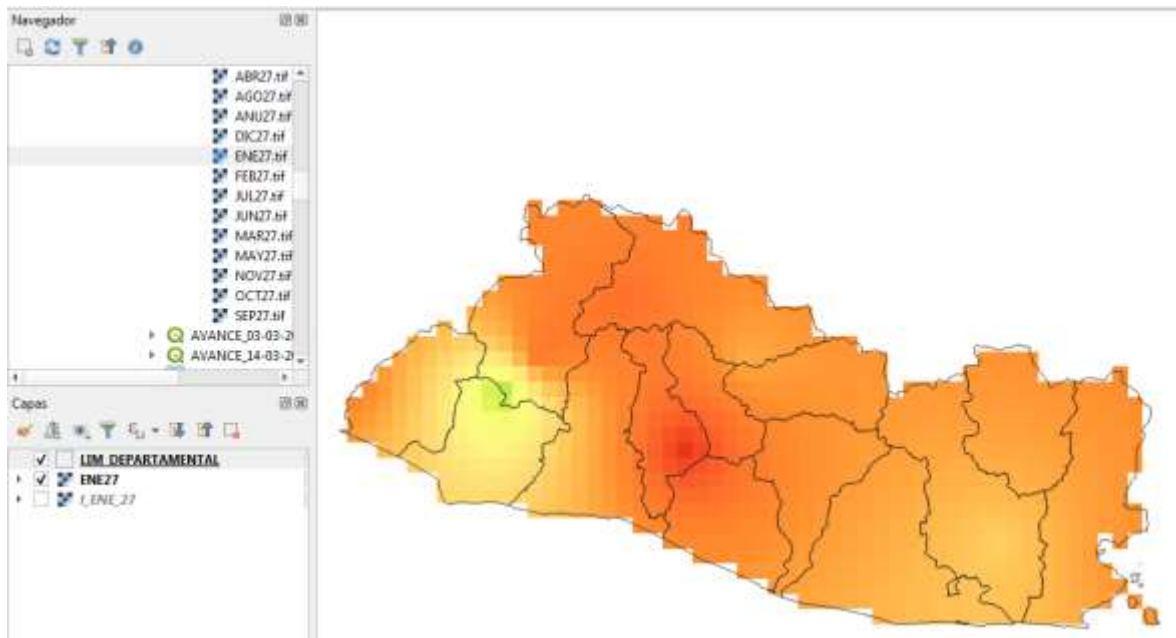 Navegador
ABR27.tif
AGO27.tif
ANU27.tif
DIC27.tif
ENE27.tif
FEB27.tif
JUL27.tif
JUN27.tif
MAR27.tif
MAY27.tif
NOV27.tif
OCT27.tif
SEP27.tif
AVANCE_03-03-2
AVANCE_14-03-2
Capas
LIM_DEPARTAMENTAL
ENE27